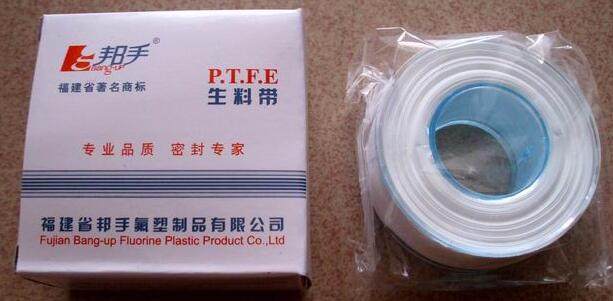 邦手®
Bang-up
福建省著名商标
P.T.F.E
生料带
专业品质 密封专家
福建省邦手氟塑制品有限公司
Fujian Bang-up Fluorine Plastic Product Co.,Ltd